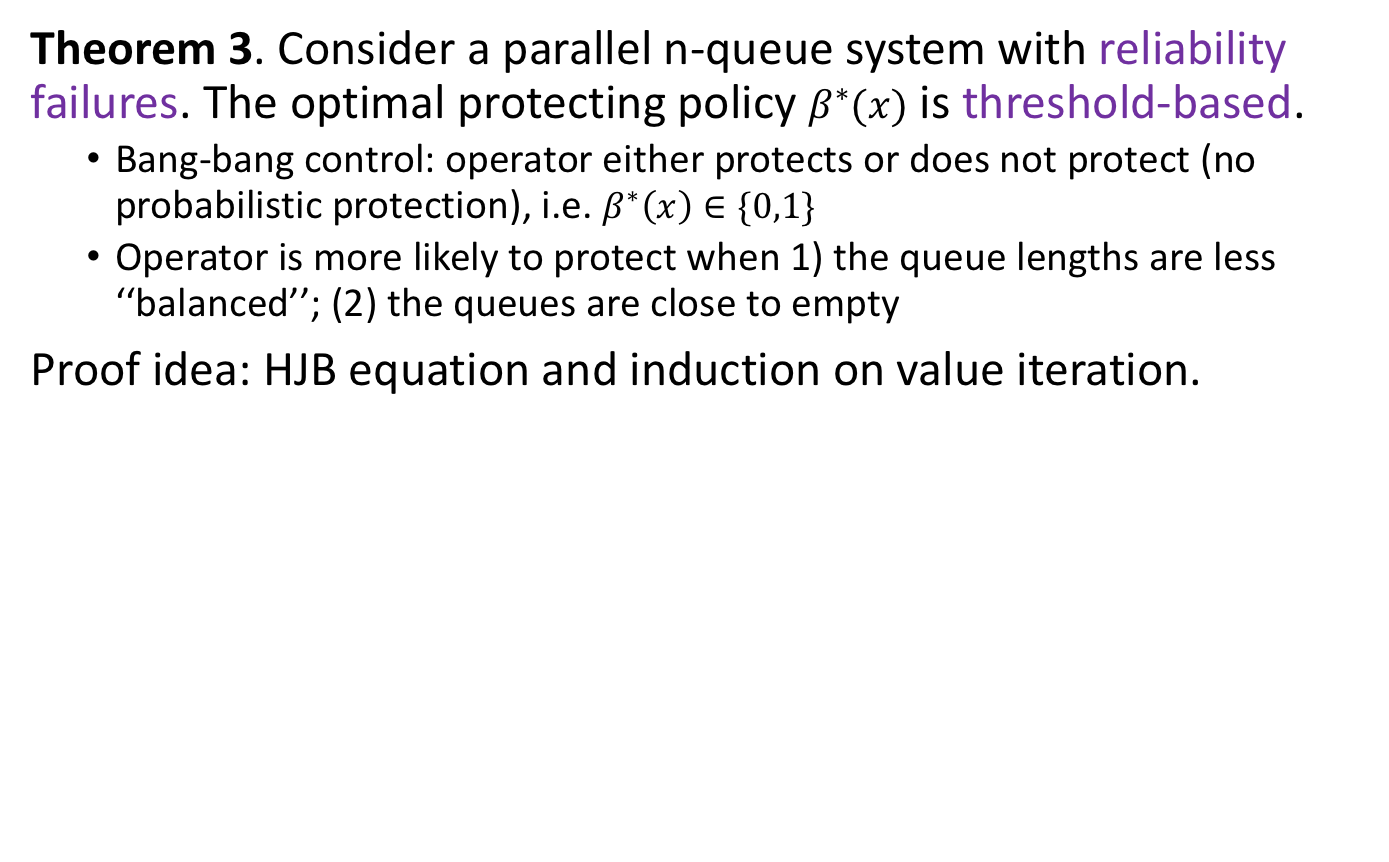 Theorem 3. Consider a parallel n-queue system with reliability
failures. The optimal protecting policy 𝛽*(𝑥) is threshold-based.
• Bang-bang control: operator either protects or does not protect (no
probabilistic protection), i.e. 𝛽*(𝑥) ∈ {0,1}
• Operator is more likely to protect when 1) the queue lengths are less
‘‘balanced’’; (2) the queues are close to empty
Proof idea: HJB equation and induction on value iteration.